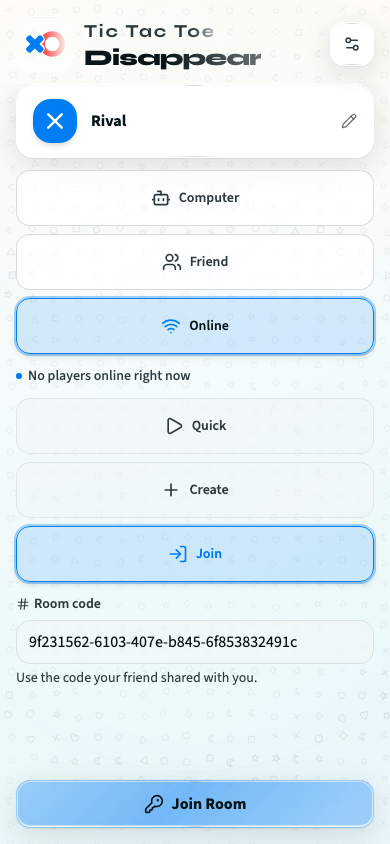 Tic Tac Toe
Disappear
Rival
Computer
Friend
Online
No players online right now
Quick
Create
Join
# Room code
9f231562-6103-407e-b845-6f853832491c
Use the code your friend shared with you.
Join Room